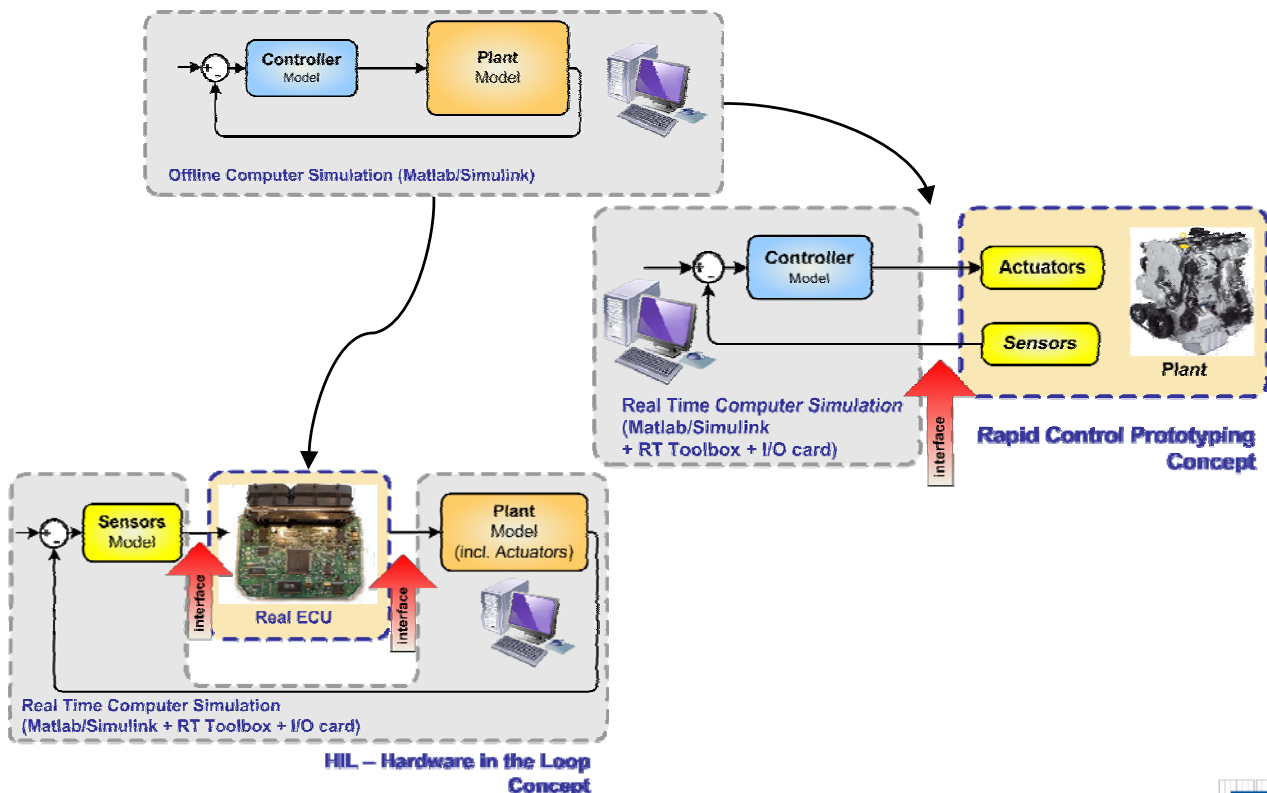 Controller
Model
Plant
Model
Offline Computer Simulation (Matlab/Simulink)
Controller
Model
Actuators
Sensors
Plant
Real Time Computer Simulation
(Matlab/Simulink
+ RT Toolbox + I/O card)
interface
Rapid Control Prototyping
Concept
Sensors
Model
interface
Real ECU
interface
Plant
Model
(incl. Actuators)
Real Time Computer Simulation
(Matlab/Simulink + RT Toolbox + I/O card)
HIL – Hardware in the Loop
Concept